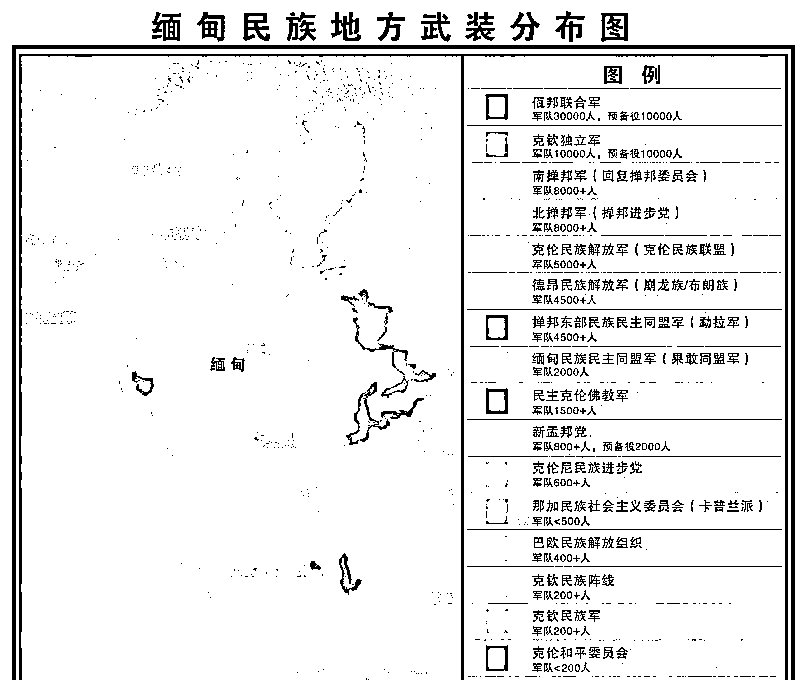 缅甸民族地方武装分布图
图例
佤邦联合军
军队30000人，预备役10000人
克钦独立军
军队10000人，预备役10000人
南掸邦军（回复掸邦委员会）
军队8000+人
北掸邦军（掸邦进步党）
军队8000+人
克伦民族解放军（克伦民族联盟）
军队5000+人
德昂民族解放军（崩龙族/布朗族）
军队4500+人
掸邦东部民族民主同盟军（勐拉军）
军队4500+人
缅甸民族民主同盟军（果敢同盟军）
军队2000人
民主克伦佛教军
军队1500+人
新孟邦党
军队800+人，预备役2000人
克伦尼民族进步党
军队600+人
那加民族社会主义委员会（卡普兰派）
军队<500人
巴欧民族解放组织
军队400+人
克钦民族阵线
军队200+人
克钦民族军
军队200+人
克伦和平委员会
军队<200人
缅甸